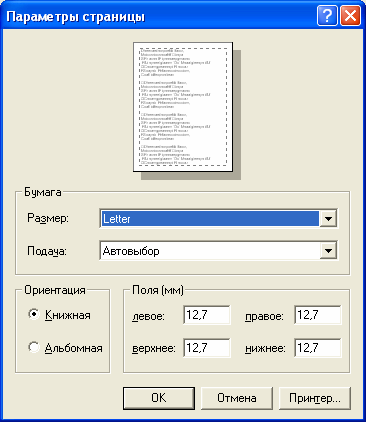 Параметры страницы
Бумага
Размер: Letter
Подача: Автовыбор
Ориентация
Книжная
Альбомная
Поля (мм)
левое: 12,7 правое: 12,7
верхнее: 12,7 нижнее: 12,7
OK Отмена Принтер...